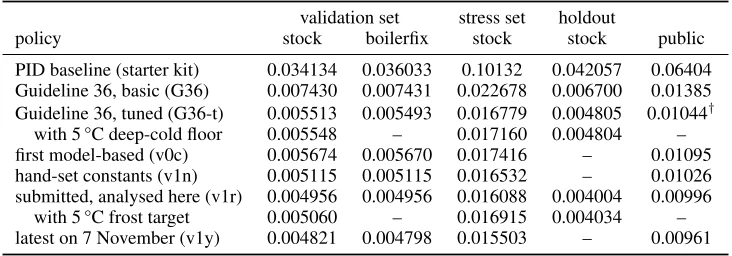 validation set stress set holdout
policy stock boilerfix stock stock public
PID baseline (starter kit) 0.034134 0.036033 0.10132 0.042057 0.06404
Guideline 36, basic (G36) 0.007430 0.007431 0.022678 0.006700 0.01385
Guideline 36, tuned (G36-t) 0.005513 0.005493 0.016779 0.004805 0.01044†
with 5 °C deep-cold floor 0.005548 – 0.017160 0.004804 –
first model-based (v0c) 0.005674 0.005670 0.017416 – 0.01095
hand-set constants (v1n) 0.005115 0.005115 0.016532 – 0.01026
submitted, analysed here (v1r) 0.004956 0.004956 0.016088 0.004004 0.00996
with 5 °C frost target 0.005060 – 0.016915 0.004034 –
latest on 7 November (v1y) 0.004821 0.004798 0.015503 – 0.00961